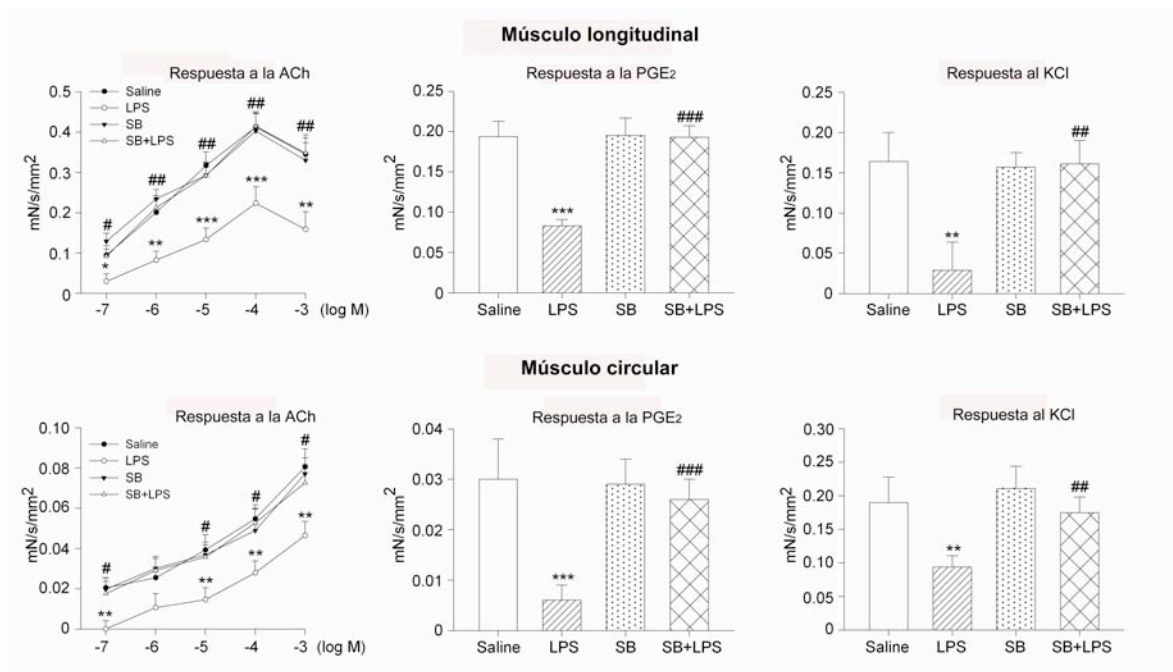 Músculo longitudinal
Respuesta a la ACh
Saline
LPS
SB
SB+LPS
mN/s/mm2
0.5
0.4
0.3
0.2
0.1
0
# ## ## ## ##
* ** *** *** **
-7 -6 -5 -4 -3 (log M)
Respuesta a la PGE2
mN/s/mm2
0.25
0.20
0.15
0.10
0.05
0
*** ###
Saline LPS SB SB+LPS
Respuesta al KCl
mN/s/mm2
0.25
0.20
0.15
0.10
0.05
0
** ##
Saline LPS SB SB+LPS
Músculo circular
Respuesta a la ACh
Saline
LPS
SB
SB+LPS
mN/s/mm2
0.10
0.08
0.06
0.04
0.02
0
# # # #
** ** ** **
-7 -6 -5 -4 -3 (log M)
Respuesta a la PGE2
mN/s/mm2
0.04
0.03
0.02
0.01
0
*** ###
Saline LPS SB SB+LPS
Respuesta al KCl
mN/s/mm2
0.30
0.25
0.20
0.15
0.10
0.05
0
** ##
Saline LPS SB SB+LPS